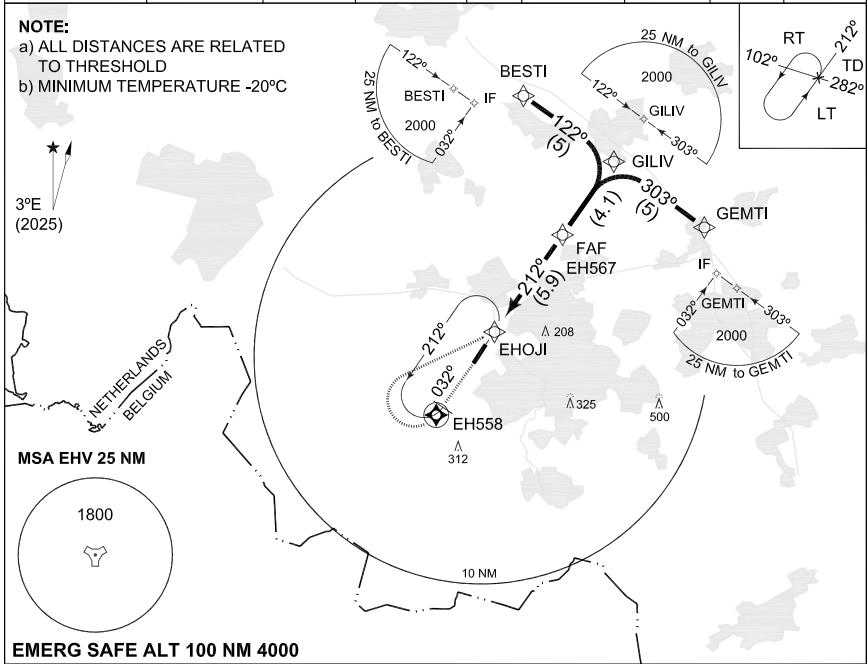 NOTE:
a) ALL DISTANCES ARE RELATED
TO THRESHOLD
b) MINIMUM TEMPERATURE -20ºC
3ºE
(2025)
122º
BESTI
IF
2000
032º
25 NM to BESTI
BESTI
122º
(5)
25 NM to GILIV
2000
122º
GILIV
303º
GILIV
303º
(5)
(4.1)
GEMTI
FAF
EH567
212º
(5.9)
IF
GEMTI
032º
303º
2000
25 NM to GEMTI
RT
212º
102º
TD
282º
LT
EHOJI
208
212º
032º
EH558
325
500
312
NETHERLANDS
BELGIUM
10 NM
MSA EHV 25 NM
1800
EMERG SAFE ALT 100 NM 4000